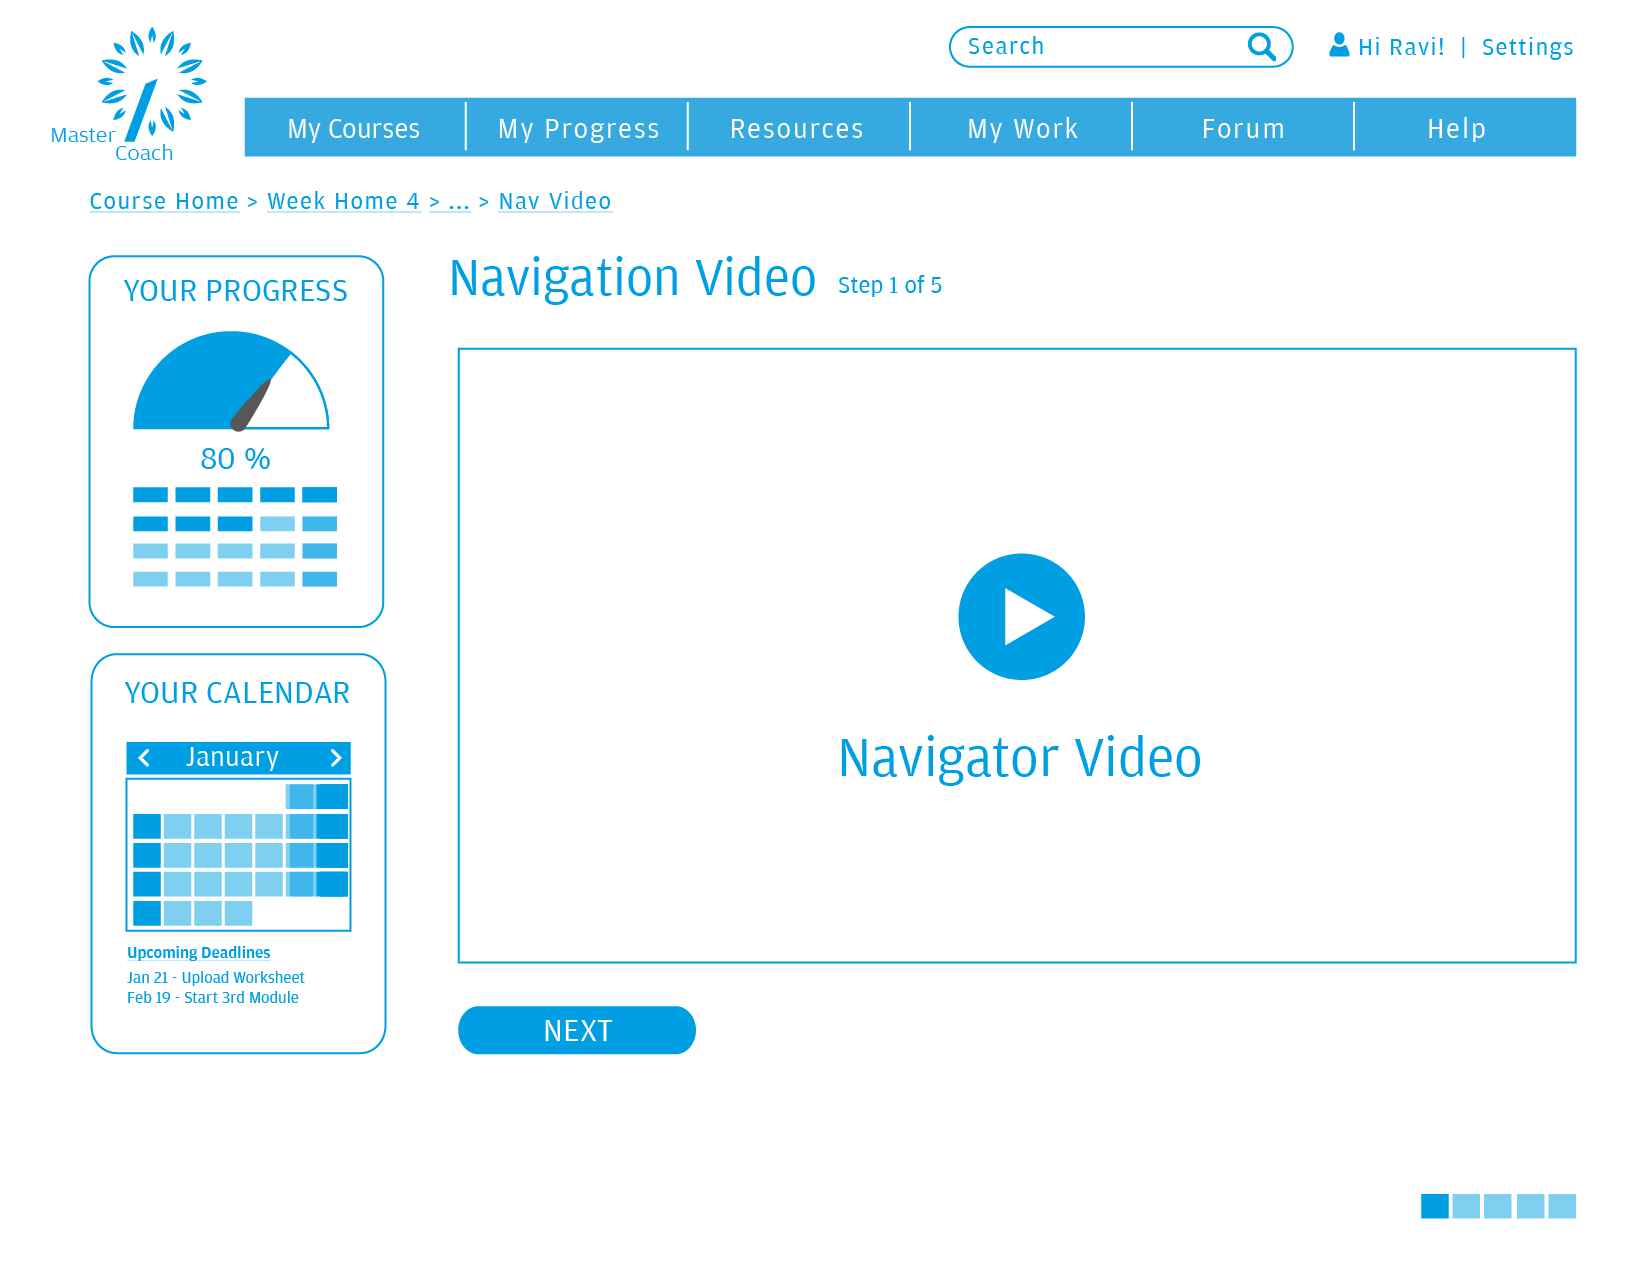 Master
Coach
Search
Hi Ravi! | Settings
My Courses
My Progress
Resources
My Work
Forum
Help
Course Home > Week Home 4 > ... > Nav Video
YOUR PROGRESS
80 %
YOUR CALENDAR
January
Upcoming Deadlines
Jan 21 - Upload Worksheet
Feb 19 - Start 3rd Module
Navigation Video Step 1 of 5
Navigator Video
NEXT